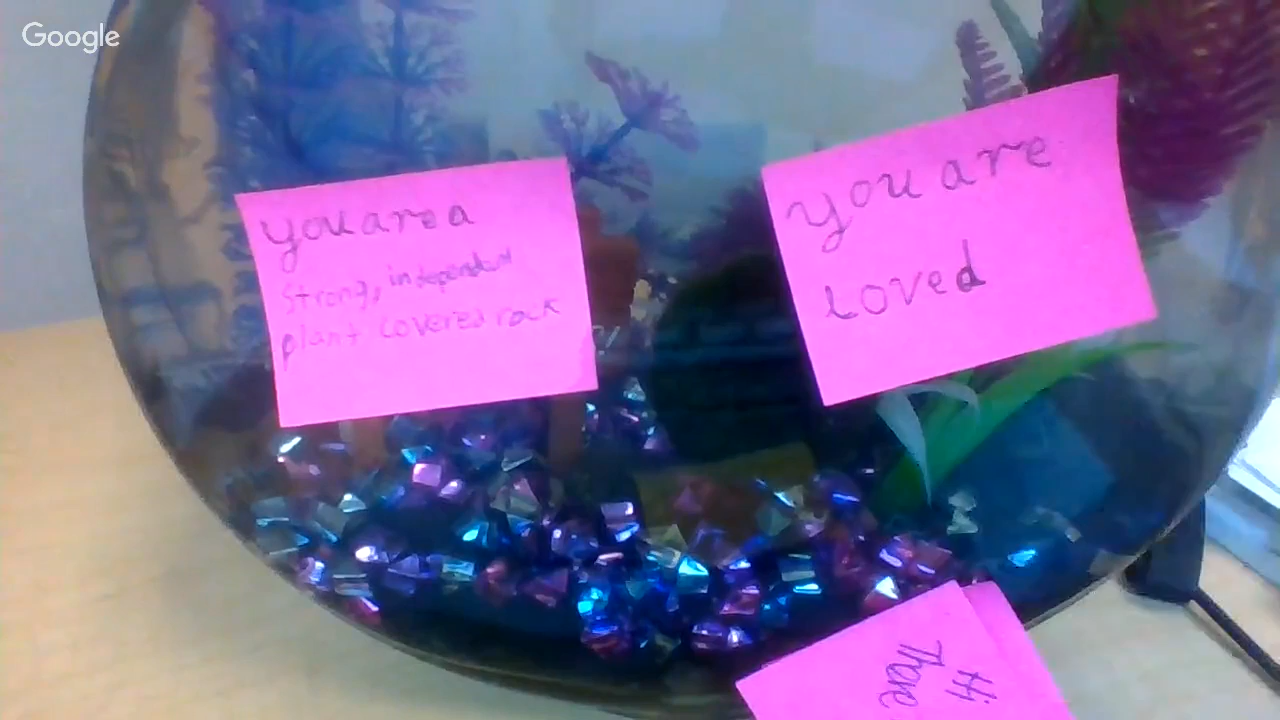 Google
you are a
strong, independent
plant covered rock
you are
loved
Hi
There